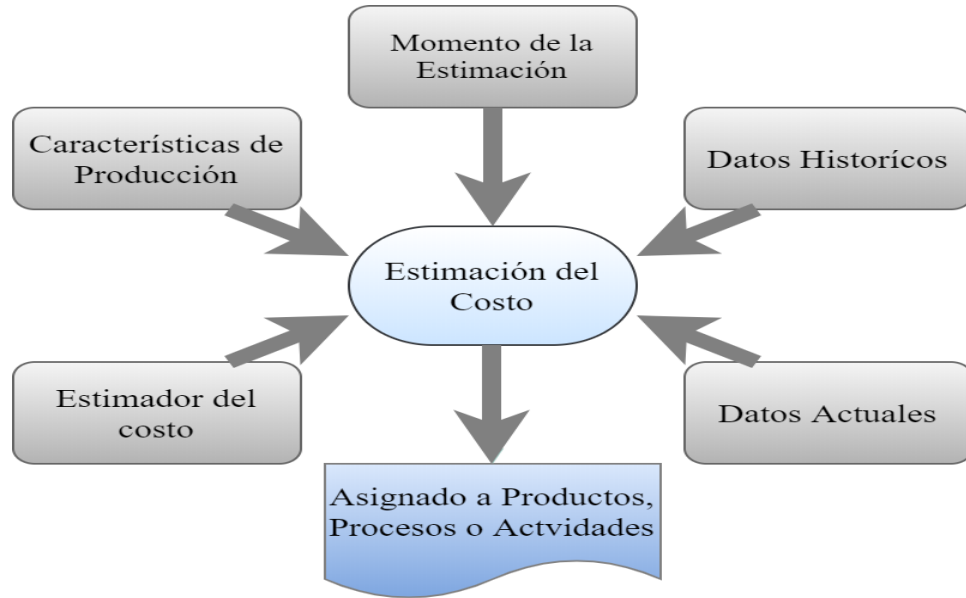 Momento de la
Estimación
Características de
Producción
Datos Historícos
Estimación del
Costo
Estimador del
costo
Datos Actuales
Asignado a Productos,
Procesos o Actvidades